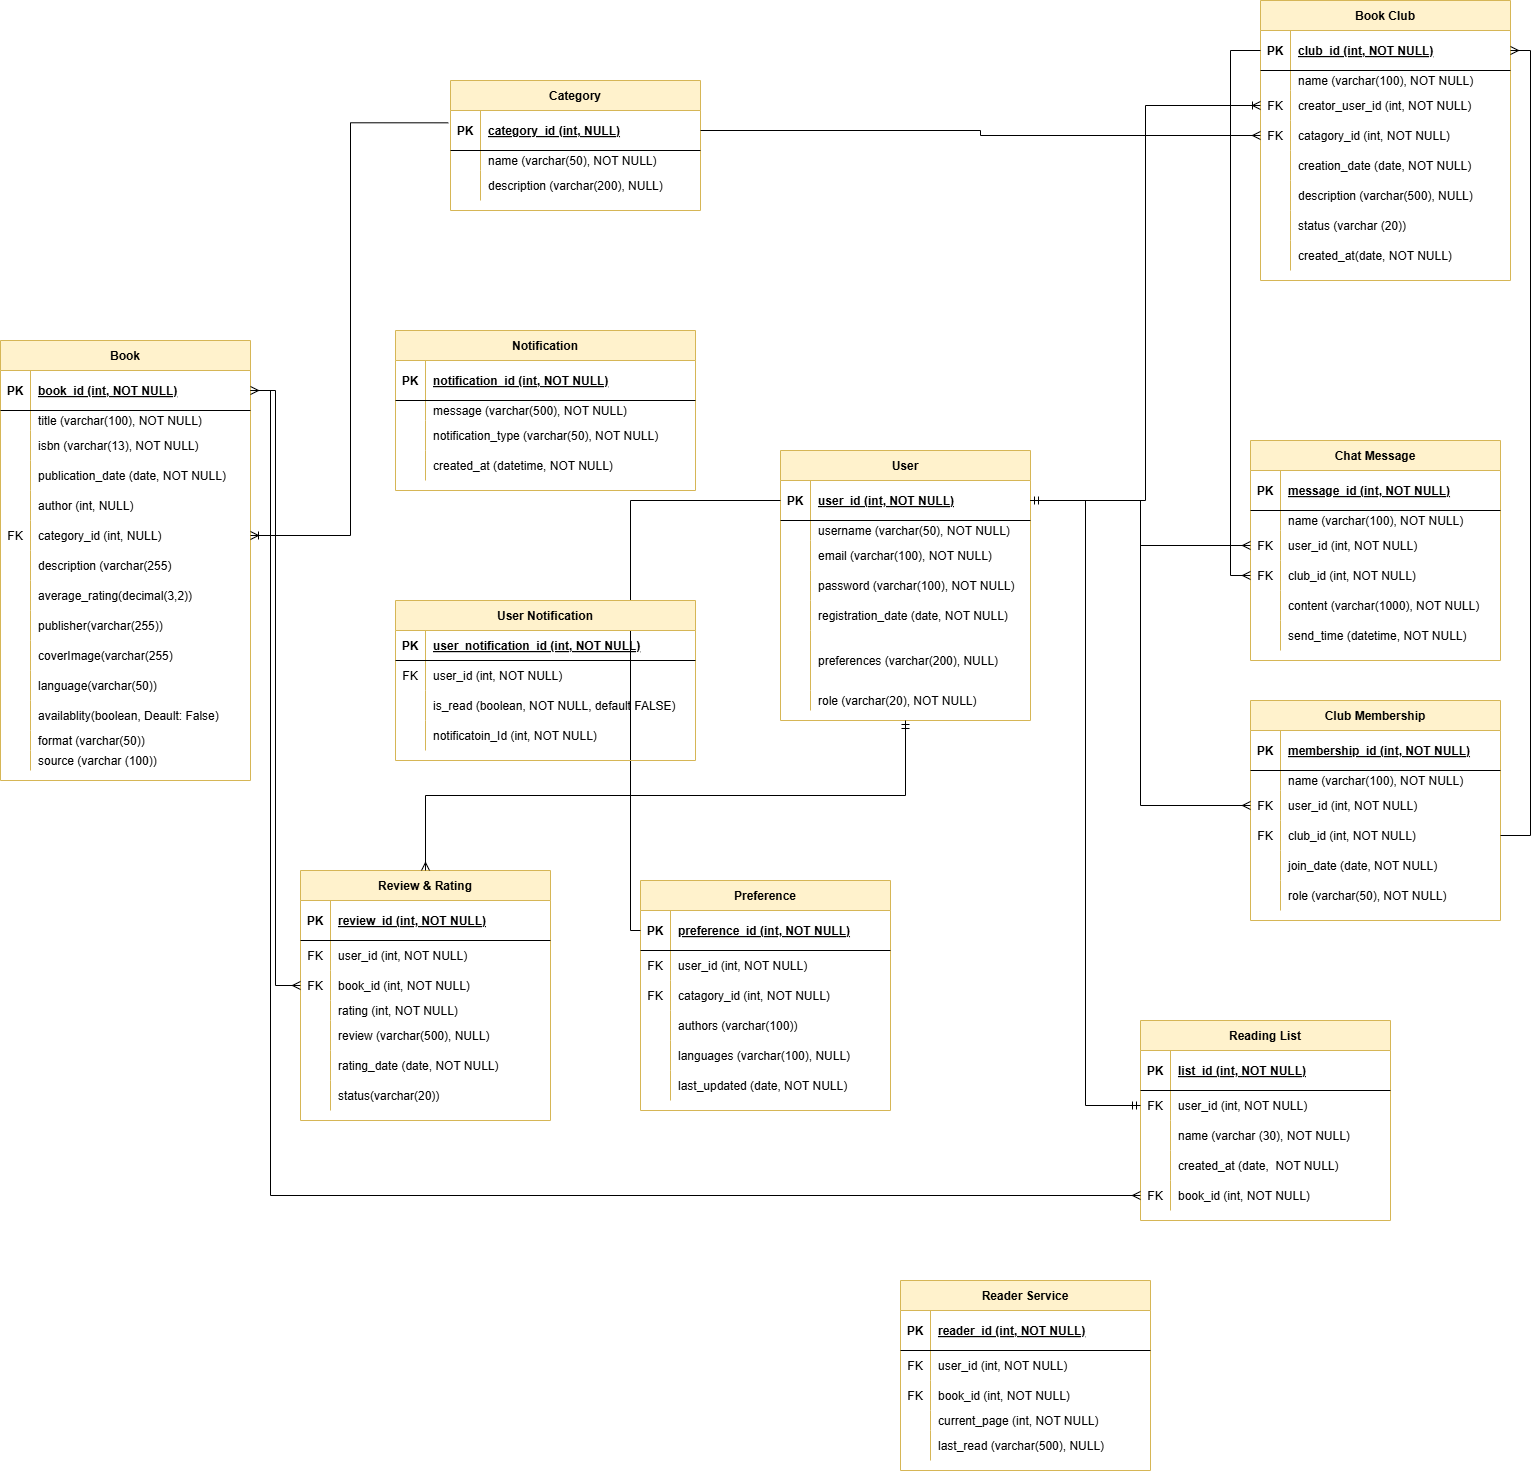 Book Club
PK club_id (int, NOT NULL)
name (varchar(100), NOT NULL)
FK creator_user_id (int, NOT NULL)
FK catagory_id (int, NOT NULL)
creation_date (date, NOT NULL)
description (varchar(500), NULL)
status (varchar (20))
created_at(date, NOT NULL)
Category
PK category_id (int, NULL)
name (varchar(50), NOT NULL)
description (varchar(200), NULL)
Notification
PK notification_id (int, NOT NULL)
message (varchar(500), NOT NULL)
notification_type (varchar(50), NOT NULL)
created_at (datetime, NOT NULL)
Book
PK book_id (int, NOT NULL)
title (varchar(100), NOT NULL)
isbn (varchar(13), NOT NULL)
publication_date (date, NOT NULL)
author (int, NULL)
FK category_id (int, NULL)
description (varchar(255)
average_rating(decimal(3,2))
publisher(varchar(255))
coverImage(varchar(255)
language(varchar(50))
availablity(boolean, Deault: False)
format (varchar(50))
source (varchar (100))
User
PK user_id (int, NOT NULL)
username (varchar(50), NOT NULL)
email (varchar(100), NOT NULL)
password (varchar(100), NOT NULL)
registration_date (date, NOT NULL)
preferences (varchar(200), NULL)
role (varchar(20), NOT NULL)
Chat Message
PK message_id (int, NOT NULL)
name (varchar(100), NOT NULL)
FK user_id (int, NOT NULL)
FK club_id (int, NOT NULL)
content (varchar(1000), NOT NULL)
send_time (datetime, NOT NULL)
User Notification
PK user_notification_id (int, NOT NULL)
FK user_id (int, NOT NULL)
is_read (boolean, NOT NULL, default FALSE)
notificatoin_Id (int, NOT NULL)
Club Membership
PK membership_id (int, NOT NULL)
name (varchar(100), NOT NULL)
FK user_id (int, NOT NULL)
FK club_id (int, NOT NULL)
join_date (date, NOT NULL)
role (varchar(50), NOT NULL)
Review & Rating
PK review_id (int, NOT NULL)
FK user_id (int, NOT NULL)
FK book_id (int, NOT NULL)
rating (int, NOT NULL)
review (varchar(500), NULL)
rating_date (date, NOT NULL)
status(varchar(20))
Preference
PK preference_id (int, NOT NULL)
FK user_id (int, NOT NULL)
FK catagory_id (int, NOT NULL)
authors (varchar(100))
languages (varchar(100), NULL)
last_updated (date, NOT NULL)
Reading List
PK list_id (int, NOT NULL)
FK user_id (int, NOT NULL)
name (varchar (30), NOT NULL)
created_at (date, NOT NULL)
FK book_id (int, NOT NULL)
Reader Service
PK reader_id (int, NOT NULL)
FK user_id (int, NOT NULL)
FK book_id (int, NOT NULL)
current_page (int, NOT NULL)
last_read (varchar(500), NULL)